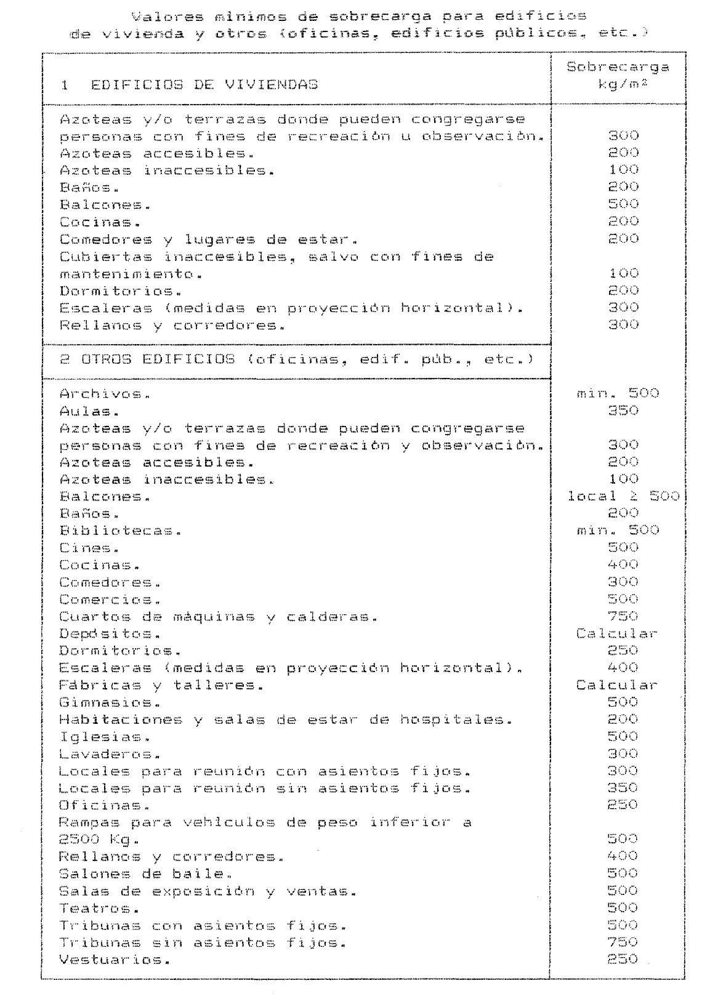 Valores mínimos de sobrecarga para edificios
de vivienda y otros (oficinas, edificios públicos, etc.)
Sobrecarga
1 EDIFICIOS DE VIVIENDAS kg/m²
Azoteas y/o terrazas donde pueden congregarse
personas con fines de recreación u observación. 300
Azoteas accesibles. 200
Azoteas inaccesibles. 100
Baños. 200
Balcones. 500
Cocinas. 200
Comedores y lugares de estar. 200
Cubiertas inaccesibles, salvo con fines de
mantenimiento. 100
Dormitorios. 200
Escaleras (medidas en proyección horizontal). 300
Rellanos y corredores. 300
2 OTROS EDIFICIOS (oficinas, edif. púb., etc.)
Archivos. min. 500
Aulas. 350
Azoteas y/o terrazas donde pueden congregarse
personas con fines de recreación y observación. 300
Azoteas accesibles. 200
Azoteas inaccesibles. 100
Balcones. local ≥ 500
Baños. 200
Bibliotecas. min. 500
Cines. 500
Cocinas. 400
Comedores. 300
Comercios. 500
Cuartos de máquinas y calderas. 750
Depósitos. Calcular
Dormitorios. 250
Escaleras (medidas en proyección horizontal). 400
Fábricas y talleres. Calcular
Gimnasios. 500
Habitaciones y salas de estar de hospitales. 200
Iglesias. 500
Lavaderos. 300
Locales para reunión con asientos fijos. 300
Locales para reunión sin asientos fijos. 350
Oficinas. 250
Rampas para vehículos de peso inferior a
2500 Kg. 500
Rellanos y corredores. 400
Salones de baile. 500
Salas de exposición y ventas. 500
Teatros. 500
Tribunas con asientos fijos. 500
Tribunas sin asientos fijos. 750
Vestuarios. 250